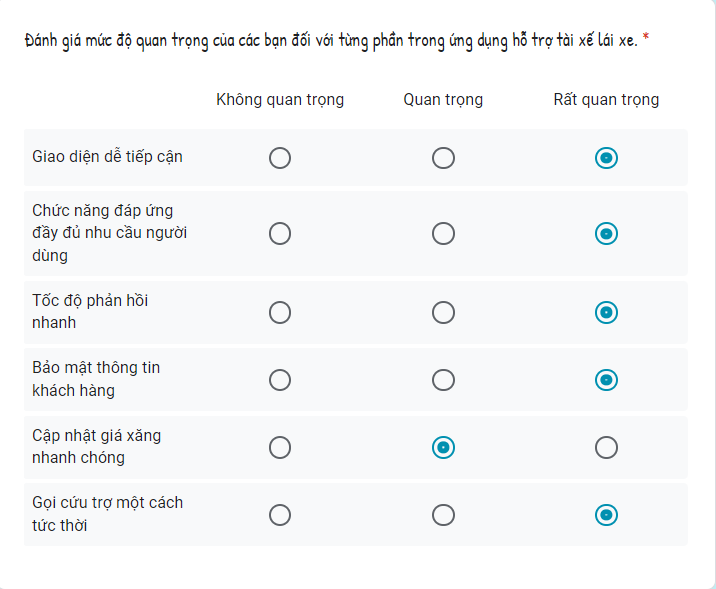 Đánh giá mức độ quan trọng của các bạn đối với từng phần trong ứng dụng hỗ trợ tài xế lái xe. *
Không quan trọng Quan trọng Rất quan trọng
Giao diện dễ tiếp cận
Chức năng đáp ứng
đầy đủ nhu cầu người
dùng
Tốc độ phản hồi
nhanh
Bảo mật thông tin
khách hàng
Cập nhật giá xăng
nhanh chóng
Gọi cứu trợ một cách
tức thời